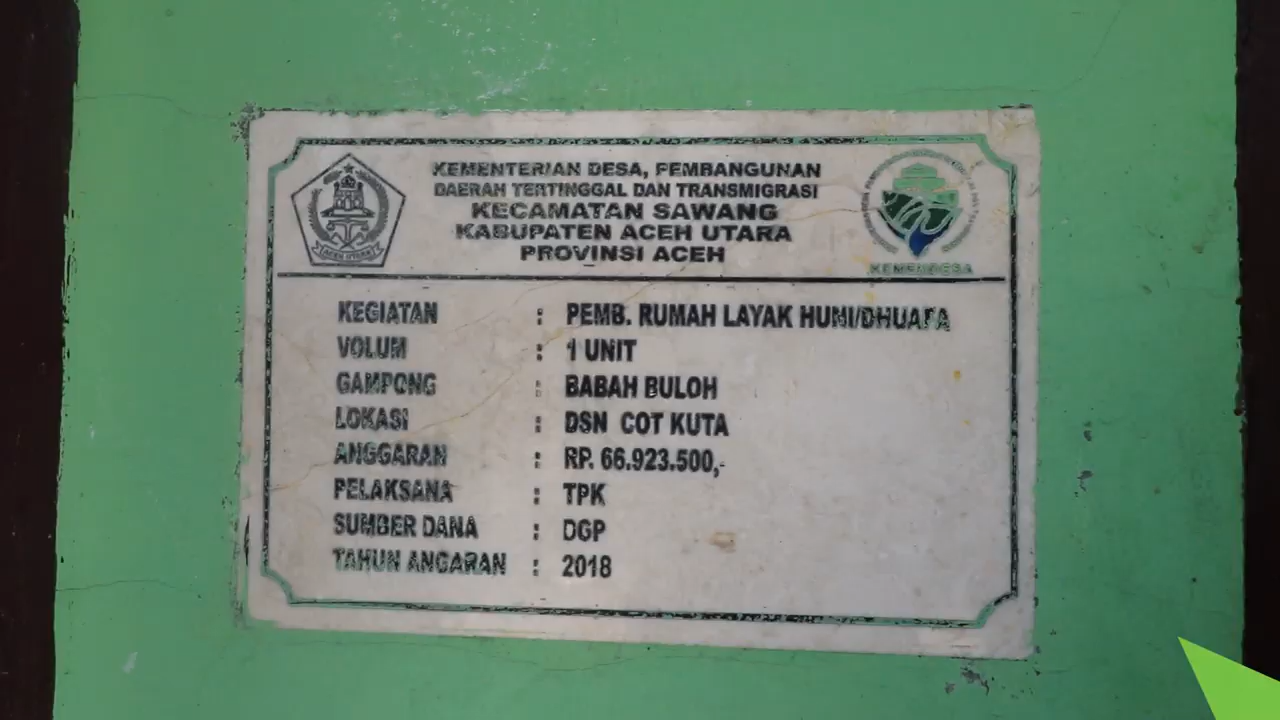 KEMENTERIAN DESA, PEMBANGUNAN
DAERAH TERTINGGAL DAN TRANSMIGRASI
KECAMATAN SAWANG
KABUPATEN ACEH UTARA
PROVINSI ACEH
ACEH UTARA
KEMENDESA
KEGIATAN : PEMB. RUMAH LAYAK HUNI/DHUAFA
VOLUM : 1 UNIT
GAMPONG : BABAH BULOH
LOKASI : DSN COT KUTA
ANGGARAN : RP. 66.923.500,-
PELAKSANA : TPK
SUMBER DANA : DGP
TAHUN ANGARAN : 2018